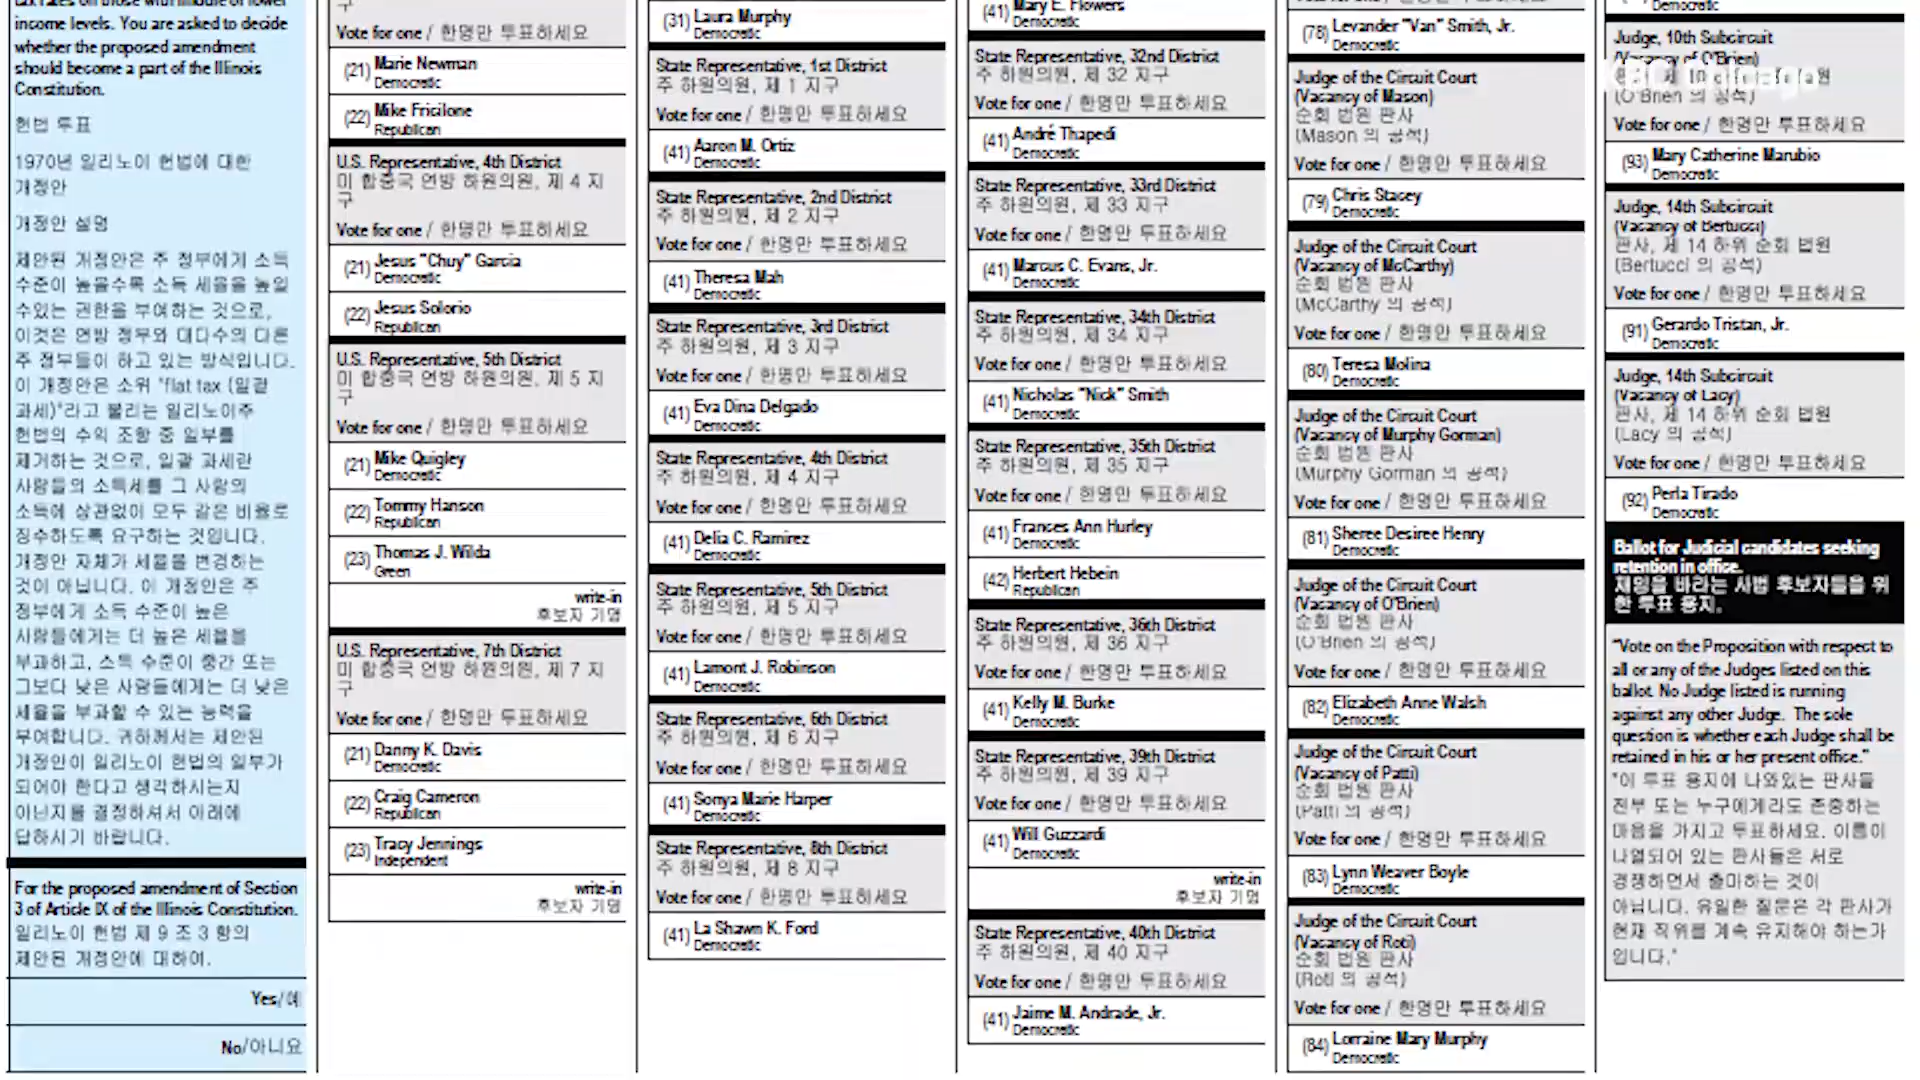 income levels. You are asked to decide
whether the proposed amendment
should become a part of the Illinois
Constitution.
헌법 투표
1970년 일리노이 헌법에 대한
개정안
개정안 설명
제안된 개정안은 주 정부에게 소득
수준이 높을수록 소득 세율을 높일
수있는 권한을 부여하는 것으로,
이것은 연방 정부와 대다수의 다른
주 정부들이 하고 있는 방식입니다.
이 개정안은 소위 "flat tax (일괄
과세)"라고 불리는 일리노이주
헌법의 수익 조항 중 일부를
제거하는 것으로, 일괄 과세란
사람들의 소득세를 그 사람의
소득에 상관없이 모두 같은 비율로
징수하도록 요구하는 것입니다.
개정안 자체가 세율을 변경하는
것이 아닙니다. 이 개정안은 주
정부에게 소득 수준이 높은
사람들에게는 더 높은 세율을
부과하고, 소득 수준이 중간 또는
그보다 낮은 사람들에게는 더 낮은
세율을 부과할 수 있는 능력을
부여합니다. 귀하께서는 제안된
개정안이 일리노이 헌법의 일부가
되어야 한다고 생각하시는지
아닌지를 결정하셔서 아래에
답하시기 바랍니다.
For the proposed amendment of Section
3 of Article IX of the Illinois Constitution.
일리노이 헌법 제 9 조 3 항의
제안된 개정안에 대하여.
Yes/예
No/아니요
구
Vote for one / 한명만 투표하세요
(21) Marie Newman
Democratic
(22) Mike Fricilone
Republican
U.S. Representative, 4th District
미 합중국 연방 하원의원, 제 4 지
구
Vote for one / 한명만 투표하세요
(21) Jesus "Chuy" Garcia
Democratic
(22) Jesus Solorio
Republican
U.S. Representative, 5th District
미 합중국 연방 하원의원, 제 5 지
구
Vote for one / 한명만 투표하세요
(21) Mike Quigley
Democratic
(22) Tommy Hanson
Republican
(23) Thomas J. Wilda
Green
write-in
후보자 기명
U.S. Representative, 7th District
미 합중국 연방 하원의원, 제 7 지
구
Vote for one / 한명만 투표하세요
(21) Danny K. Davis
Democratic
(22) Craig Cameron
Republican
(23) Tracy Jennings
Independent
write-in
후보자 기명
(31) Laura Murphy
Democratic
State Representative, 1st District
주 하원의원, 제 1 지구
Vote for one / 한명만 투표하세요
(41) Aaron M. Ortiz
Democratic
State Representative, 2nd District
주 하원의원, 제 2 지구
Vote for one / 한명만 투표하세요
(41) Theresa Mah
Democratic
State Representative, 3rd District
주 하원의원, 제 3 지구
Vote for one / 한명만 투표하세요
(41) Eva Dina Delgado
Democratic
State Representative, 4th District
주 하원의원, 제 4 지구
Vote for one / 한명만 투표하세요
(41) Delia C. Ramirez
Democratic
State Representative, 5th District
주 하원의원, 제 5 지구
Vote for one / 한명만 투표하세요
(41) Lamont J. Robinson
Democratic
State Representative, 6th District
주 하원의원, 제 6 지구
Vote for one / 한명만 투표하세요
(41) Sonya Marie Harper
Democratic
State Representative, 8th District
주 하원의원, 제 8 지구
Vote for one / 한명만 투표하세요
(41) La Shawn K. Ford
Democratic
(41) Mary E. Flowers
Democratic
State Representative, 32nd District
주 하원의원, 제 32 지구
Vote for one / 한명만 투표하세요
(41) André Thapedi
Democratic
State Representative, 33rd District
주 하원의원, 제 33 지구
Vote for one / 한명만 투표하세요
(41) Marcus C. Evans, Jr.
Democratic
State Representative, 34th District
주 하원의원, 제 34 지구
Vote for one / 한명만 투표하세요
(41) Nicholas "Nick" Smith
Democratic
State Representative, 35th District
주 하원의원, 제 35 지구
Vote for one / 한명만 투표하세요
(41) Frances Ann Hurley
Democratic
(42) Herbert Hebein
Republican
State Representative, 36th District
주 하원의원, 제 36 지구
Vote for one / 한명만 투표하세요
(41) Kelly M. Burke
Democratic
State Representative, 39th District
주 하원의원, 제 39 지구
Vote for one / 한명만 투표하세요
(41) Will Guzzardi
Democratic
write-in
후보자 기명
State Representative, 40th District
주 하원의원, 제 40 지구
Vote for one / 한명만 투표하세요
(41) Jaime M. Andrade, Jr.
Democratic
(78) Levander "Van" Smith, Jr.
Democratic
Judge of the Circuit Court
(Vacancy of Mason)
순회 법원 판사
(Mason 의 공석)
Vote for one / 한명만 투표하세요
(79) Chris Stacey
Democratic
Judge of the Circuit Court
(Vacancy of McCarthy)
순회 법원 판사
(McCarthy 의 공석)
Vote for one / 한명만 투표하세요
(80) Teresa Molina
Democratic
Judge of the Circuit Court
(Vacancy of Murphy Gorman)
순회 법원 판사
(Murphy Gorman 의 공석)
Vote for one / 한명만 투표하세요
(81) Sheree Desiree Henry
Democratic
Judge of the Circuit Court
(Vacancy of O'Brien)
순회 법원 판사
(O'Brien 의 공석)
Vote for one / 한명만 투표하세요
(82) Elizabeth Anne Walsh
Democratic
Judge of the Circuit Court
(Vacancy of Patti)
순회 법원 판사
(Patti 의 공석)
Vote for one / 한명만 투표하세요
(83) Lynn Weaver Boyle
Democratic
Judge of the Circuit Court
(Vacancy of Roti)
순회 법원 판사
(Roti 의 공석)
Vote for one / 한명만 투표하세요
(84) Lorraine Mary Murphy
Democratic
Democratic
Judge, 10th Subcircuit
(Vacancy of O'Brien)
(O'Brien 의 공석)
Vote for one / 한명만 투표하세요
(93) Mary Catherine Marubio
Democratic
Judge, 14th Subcircuit
(Vacancy of Bertucci)
판사, 제 14 하위 순회 법원
(Bertucci 의 공석)
Vote for one / 한명만 투표하세요
(91) Gerardo Tristan, Jr.
Democratic
Judge, 14th Subcircuit
(Vacancy of Lacy)
판사, 제 14 하위 순회 법원
(Lacy 의 공석)
Vote for one / 한명만 투표하세요
(92) Perla Tirado
Democratic
Ballot for Judicial candidates seeking
retention in office.
재임을 바라는 사법 후보자들을 위
한 투표 용지.
"Vote on the Proposition with respect to
all or any of the Judges listed on this
ballot. No Judge listed is running
against any other Judge. The sole
question is whether each Judge shall be
retained in his or her present office."
"이 투표 용지에 나와있는 판사들
전부 또는 누구에게라도 존중하는
마음을 가지고 투표하세요. 이름이
나열되어 있는 판사들은 서로
경쟁하면서 출마하는 것이
아닙니다. 유일한 질문은 각 판사가
현재 직위를 계속 유지해야 하는가
입니다."